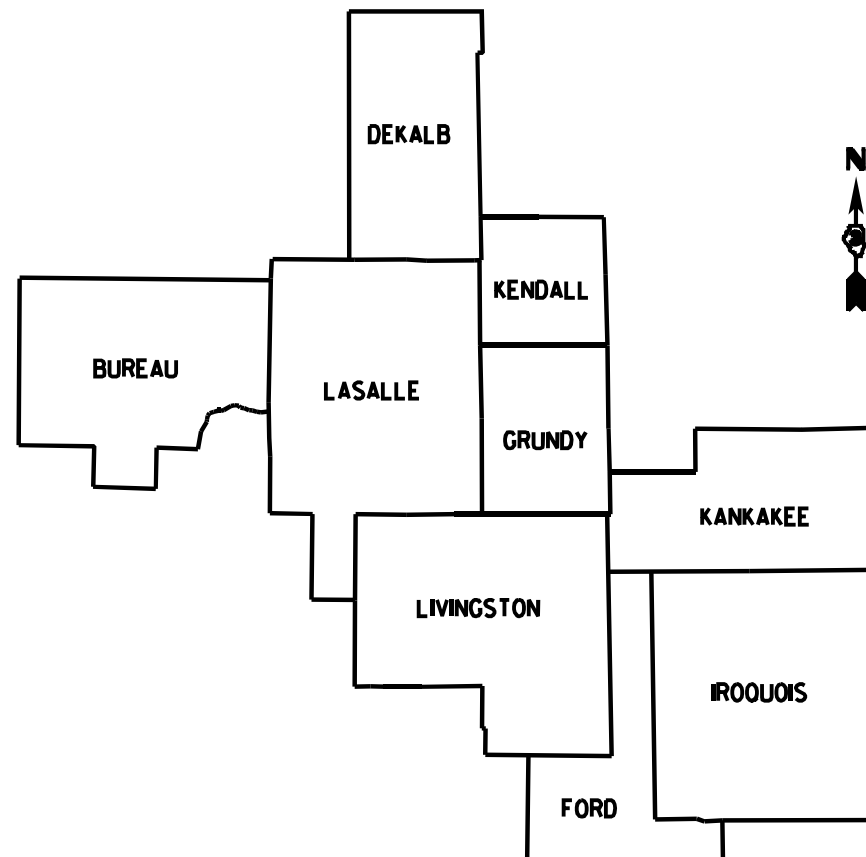 DEKALB
N
KENDALL
BUREAU
LASALLE
GRUNDY
KANKAKEE
LIVINGSTON
IROQUOIS
FORD